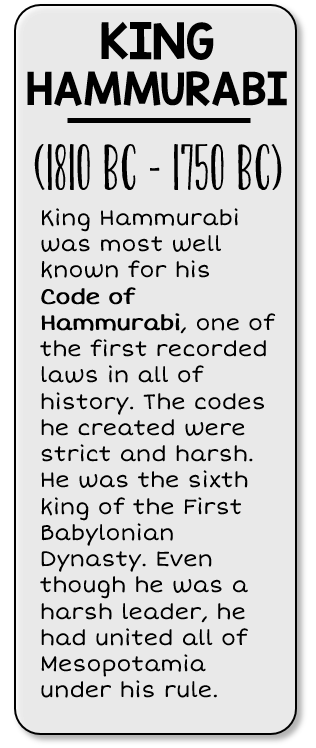 KING
HAMMURABI
(1810 BC - 1750 BC)
King Hammurabi
was most well
known for his
Code of
Hammurabi, one of
the first recorded
laws in all of
history. The codes
he created were
strict and harsh.
He was the sixth
king of the First
Babylonian
Dynasty. Even
though he was a
harsh leader, he
had united all of
Mesopotamia
under his rule.